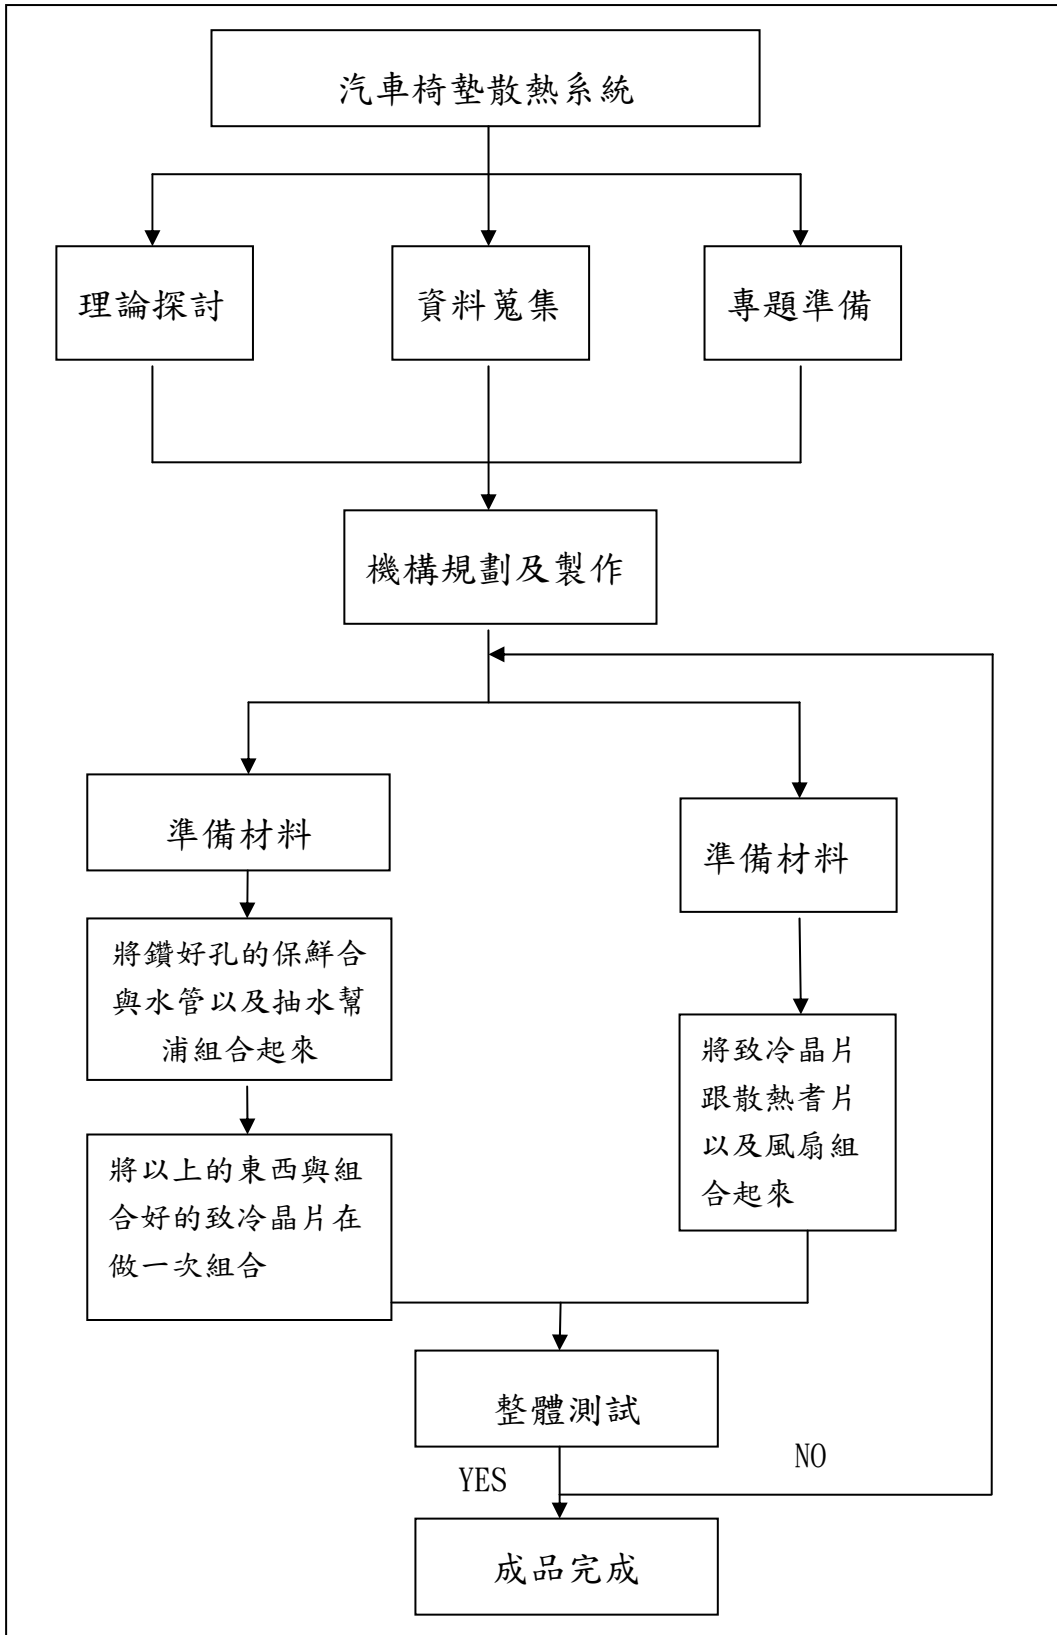 汽車椅墊散熱系統
理論探討
資料蒐集
專題準備
機構規劃及製作
準備材料
準備材料
將鑽好孔的保鮮合
與水管以及抽水幫
浦組合起來
將致冷晶片
跟散熱耆片
以及風扇組
合起來
將以上的東西與組
合好的致冷晶片在
做一次組合
整體測試
YES
NO
成品完成